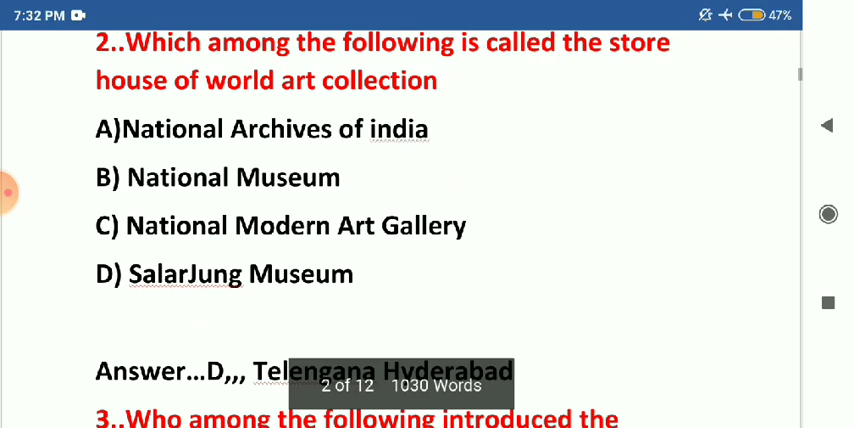 7:32 PM
47%
2..Which among the following is called the store
house of world art collection
A)National Archives of india
B) National Museum
C) National Modern Art Gallery
D) SalarJung Museum
Answer...D,,, Telengana Hyderabad
2 of 12 1030 Words
3..Who among the following introduced the